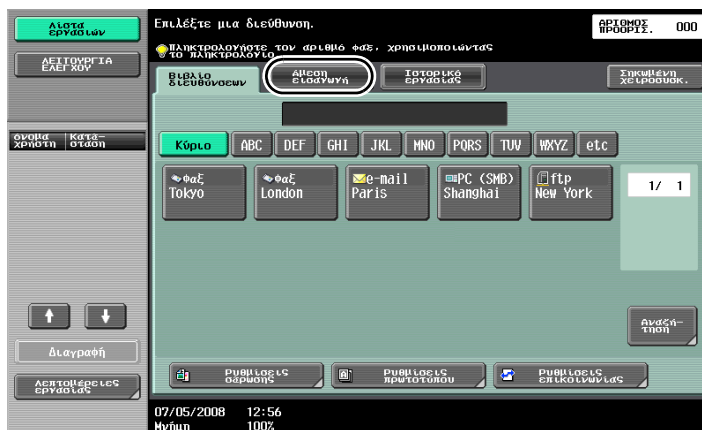 Λίστα
εργασιών
Επιλέξτε μια διεύθυνση.
ΑΡΙΘΜΟΣ
ΠΡΟΟΡΙΣ.
000
Πληκτρολογήστε τον αριθμό φαξ, χρησιμοποιώντας
το πληκτρολόγιο
ΛΕΙΤΟΥΡΓΙΑ
ΕΛΕΓΧΟΥ
Βιβλίο
διευθύνσεων
Αμεση
εισαγωγή
Ιστορικό
εργασίας
Σηκωμένη
χειροσυσκ.
όνομα
χρήστη
Κατά-
σταση
Κύριο ABC DEF GHI JKL MNO PQRS TUV WXYZ etc
φαξ
Tokyo
φαξ
London
e-mail
Paris
PC (SMB)
Shanghai
ftp
New York
1/ 1
Αναζή-
τηση
Διαγραφή
Λεπτομέρειες
εργασίας
Ρυθμίσεις
σάρωσης
Ρυθμίσεις
πρωτοτύπου
Ρυθμίσεις
επικοινωνίας
07/05/2008 12:56
Μνήμη 100%